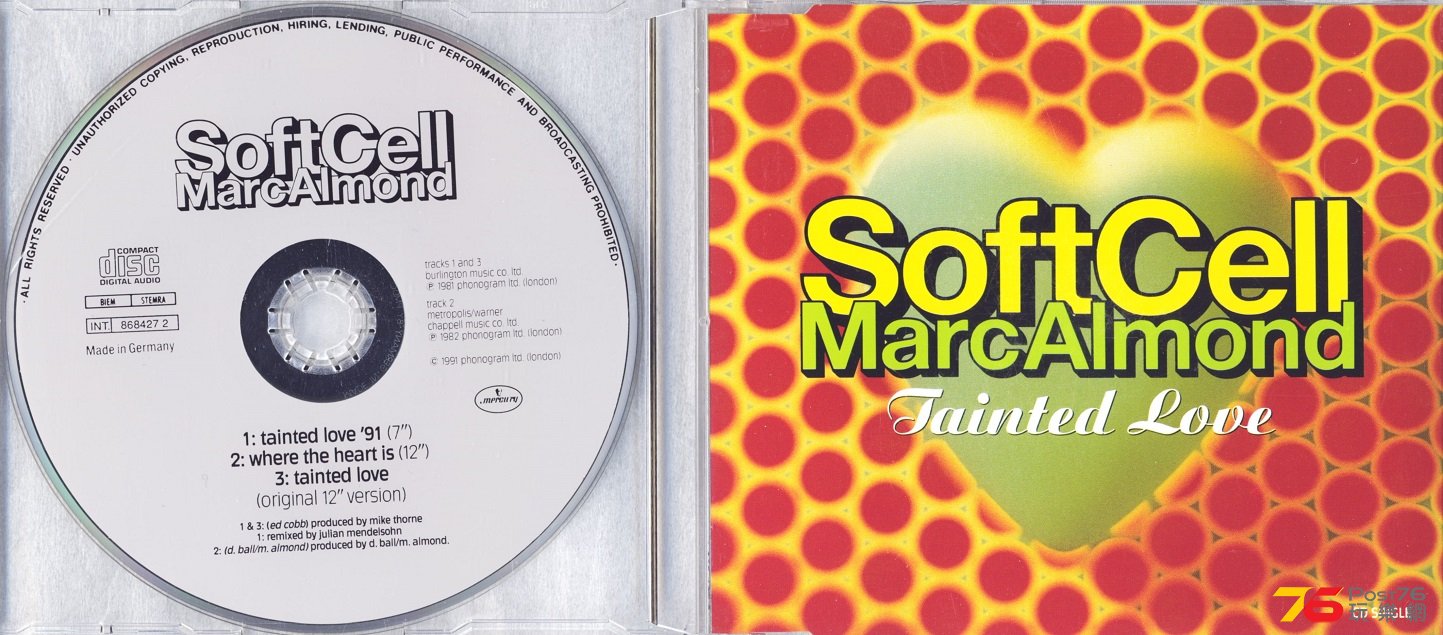 · ALL RIGHTS RESERVED · UNAUTHORIZED COPYING, REPRODUCTION, HIRING, LENDING, PUBLIC PERFORMANCE AND BROADCASTING PROHIBITED ·
SoftCell
MarcAlmond
COMPACT
disc
DIGITAL AUDIO
BIEM STEMRA
INT. 868427 2
Made in Germany
tracks 1 and 3
burlington music co. ltd.
℗ 1981 phonogram ltd. (london)
track 2
metropolis/warner
chappell music co. ltd.
℗ 1982 phonogram ltd. (london)
© 1991 phonogram ltd. (london)
mercury
1: tainted love '91 (7")
2: where the heart is (12")
3: tainted love
(original 12" version)
1 & 3: (ed cobb) produced by mike thorne
1: remixed by julian mendelsohn
2: (d. ball/m. almond) produced by d. ball/m. almond.
SoftCell
MarcAlmond
Tainted Love
76 Post76
CD SINGLE